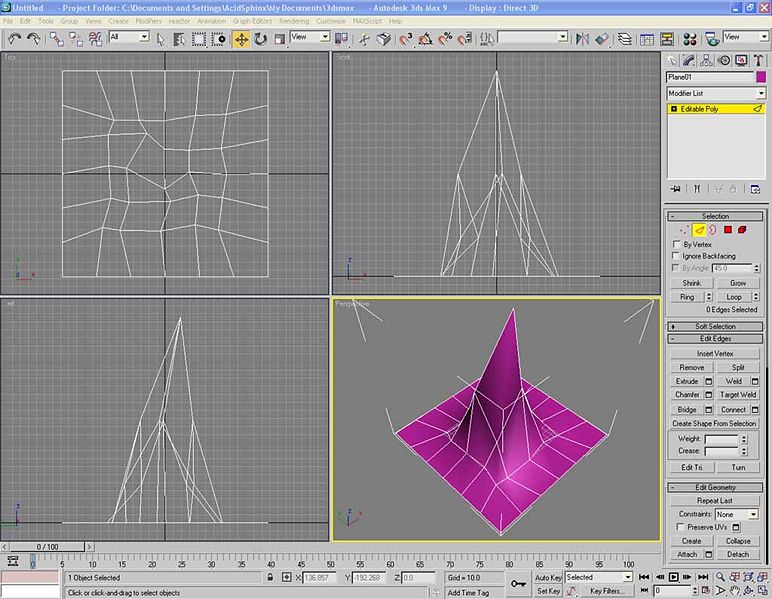 Untitled - Project Folder: C:\Documents and Settings\AcidSphinx\My Documents\3dsmax - Autodesk 3ds Max 9 - Display : Direct 3D
File Edit Tools Group Views Create Modifiers reactor Animation Graph Editors Rendering Customize MAXScript Help
All View View
Top Front
Plane01
Modifier List
Editable Poly
Selection
By Vertex
Ignore Backfacing
By Angle: 45.0
Shrink Grow
Ring Loop
0 Edges Selected
Perspective
Soft Selection
Edit Edges
Insert Vertex
Remove Split
Extrude Weld
Chamfer Target Weld
Bridge Connect
Create Shape From Selection
Weight:
Crease:
Edit Tri. Turn
Edit Geometry
Repeat Last
Constraints: None
Preserve UVs
Create Collapse
Attach Detach
0 / 100
0 5 10 15 20 25 30 35 40 45 50 55 60 65 70 75 80 85 90 95 100
1 Object Selected X: 136.857 Y: -192.268 Z: 0.0 Grid = 10.0 Auto Key Selected
Click or click-and-drag to select objects Add Time Tag Set Key Key Filters... 0